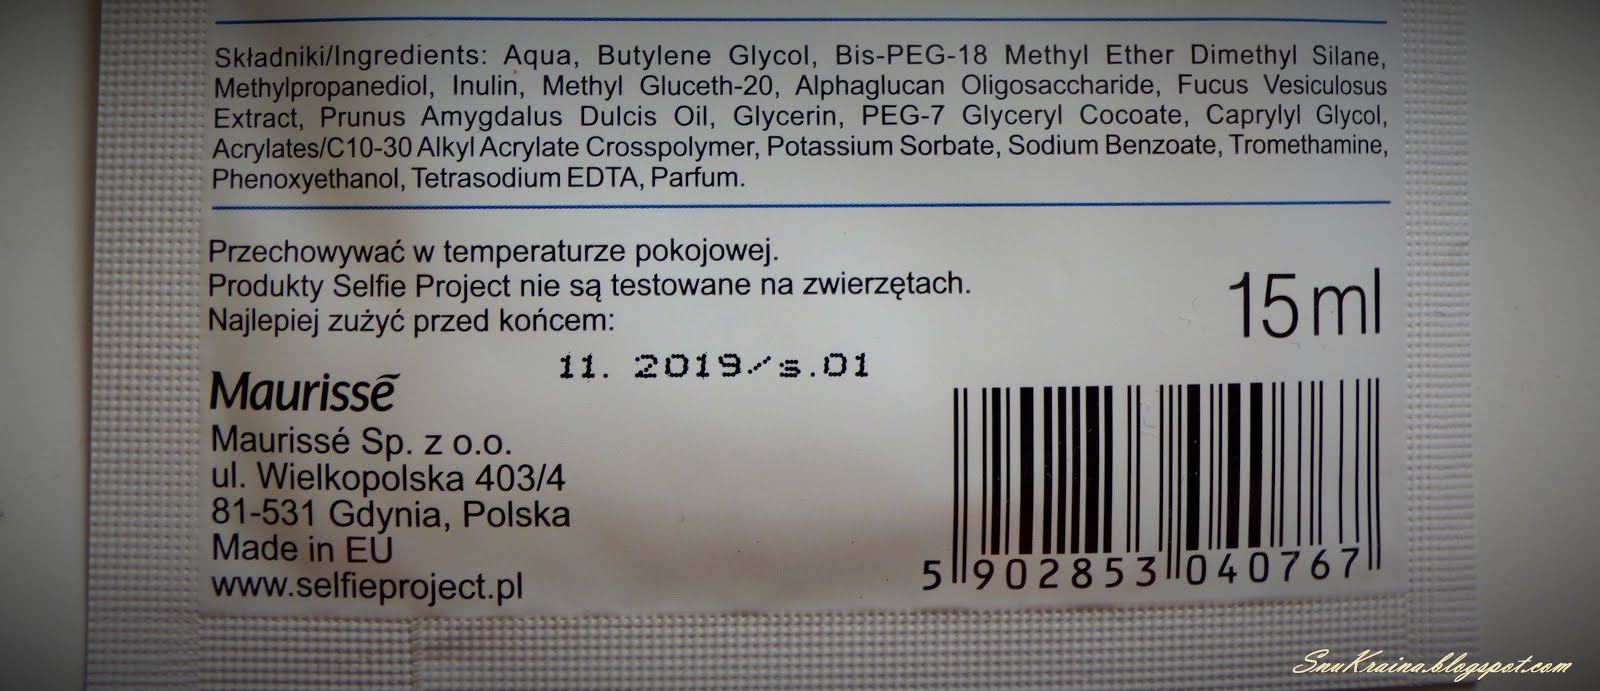 Składniki/Ingredients: Aqua, Butylene Glycol, Bis-PEG-18 Methyl Ether Dimethyl Silane,
Methylpropanediol, Inulin, Methyl Gluceth-20, Alphaglucan Oligosaccharide, Fucus Vesiculosus
Extract, Prunus Amygdalus Dulcis Oil, Glycerin, PEG-7 Glyceryl Cocoate, Caprylyl Glycol,
Acrylates/C10-30 Alkyl Acrylate Crosspolymer, Potassium Sorbate, Sodium Benzoate, Tromethamine,
Phenoxyethanol, Tetrasodium EDTA, Parfum.
Przechowywać w temperaturze pokojowej.
Produkty Selfie Project nie są testowane na zwierzętach.
Najlepiej zużyć przed końcem:
11. 2019/s.01
15 ml
Maurissē
Maurissé Sp. z o.o.
ul. Wielkopolska 403/4
81-531 Gdynia, Polska
Made in EU
www.selfieproject.pl
5 902853 040767
SnuKraina.blogspot.com